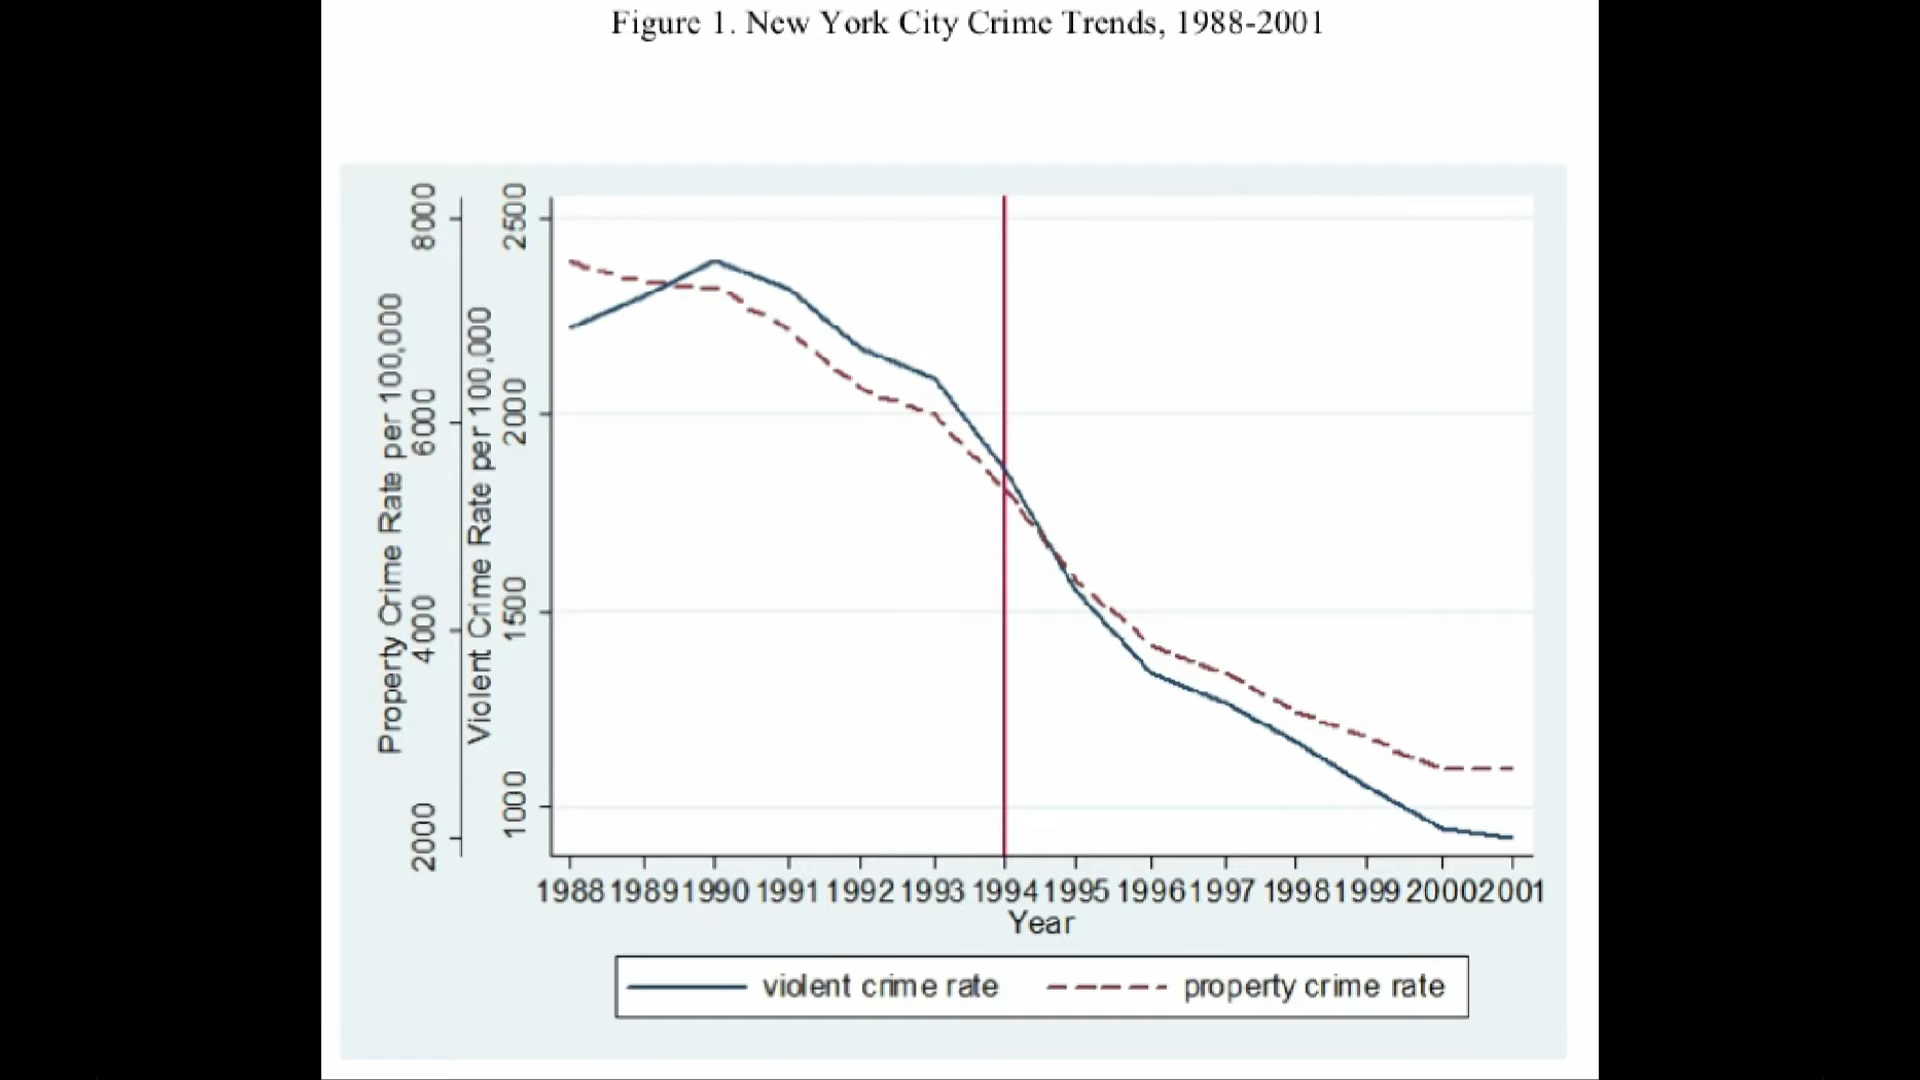 Figure 1. New York City Crime Trends, 1988-2001
Property Crime Rate per 100,000
8000
6000
4000
2000
Violent Crime Rate per 100,000
2500
2000
1500
1000
1988 1989 1990 1991 1992 1993 1994 1995 1996 1997 1998 1999 2000 2001
Year
violent crime rate property crime rate